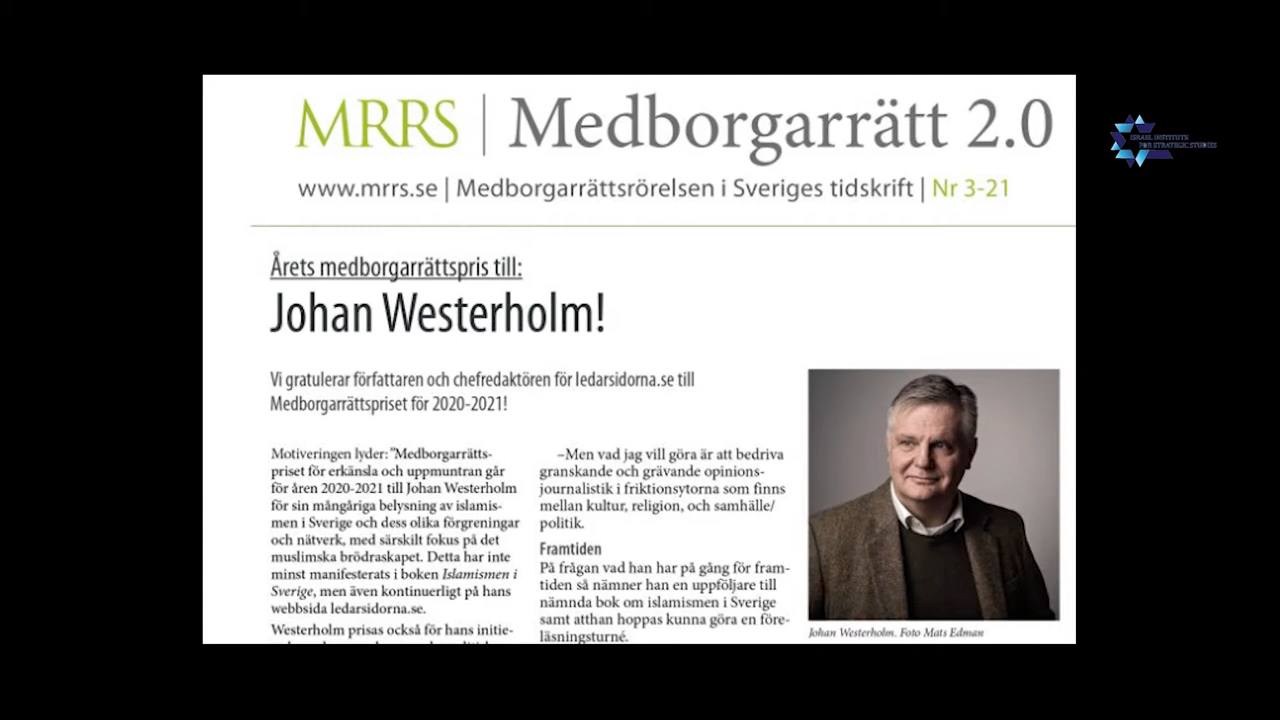 MRRS | Medborgarrätt 2.0
www.mrrs.se | Medborgarrättsrörelsen i Sveriges tidskrift | Nr 3-21
ISRAEL INSTITUTE
FOR STRATEGIC STUDIES
Årets medborgarrättspris till:
Johan Westerholm!
Vi gratulerar författaren och chefredaktören för ledarsidorna.se till
Medborgarrättspriset för 2020-2021!
Motiveringen lyder: ”Medborgarrätts-
priset för erkänsla och uppmuntran går
för åren 2020-2021 till Johan Westerholm
för sin mångåriga belysning av islamis-
men i Sverige och dess olika förgreningar
och nätverk, med särskilt fokus på det
muslimska brödraskapet. Detta har inte
minst manifesterats i boken Islamismen i
Sverige, men även kontinuerligt på hans
webbsida ledarsidorna.se.
Westerholm prisas också för hans initie-
–Men vad jag vill göra är att bedriva
granskande och grävande opinions-
journalistik i friktionsytorna som finns
mellan kultur, religion, och samhälle/
politik.
Framtiden
På frågan vad han har på gång för fram-
tiden så nämner han en uppföljare till
nämnda bok om islamismen i Sverige
samt atthan hoppas kunna göra en före-
läsningsturné.
Johan Westerholm. Foto Mats Edman